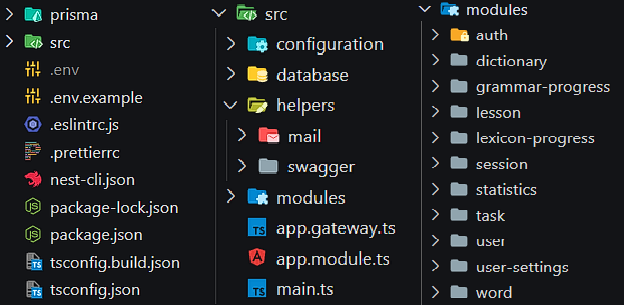 prisma
src
.env
.env.example
.eslintrc.js
.prettierrc
nest-cli.json
package-lock.json
package.json
tsconfig.build.json
tsconfig.json
src
configuration
database
helpers
mail
swagger
modules
app.gateway.ts
app.module.ts
main.ts
modules
auth
dictionary
grammar-progress
lesson
lexicon-progress
session
statistics
task
user
user-settings
word